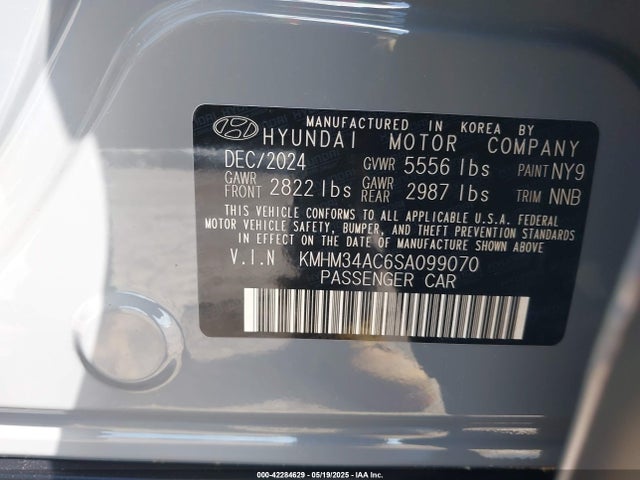 MANUFACTURED IN KOREA BY
HYUNDAI MOTOR COMPANY
DEC/2024 GVWR 5556 lbs PAINT NY9
GAWR FRONT 2822 lbs GAWR REAR 2987 lbs TRIM NNB
THIS VEHICLE CONFORMS TO ALL APPLICABLE U.S.A. FEDERAL
MOTOR VEHICLE SAFETY, BUMPER, AND THEFT PREVENTION STANDARDS
IN EFFECT ON THE DATE OF MANUFACTURE SHOWN ABOVE.
V.I.N KMHM34AC6SA099070
PASSENGER CAR
000-42284629 - 05/19/2025 - IAA Inc.